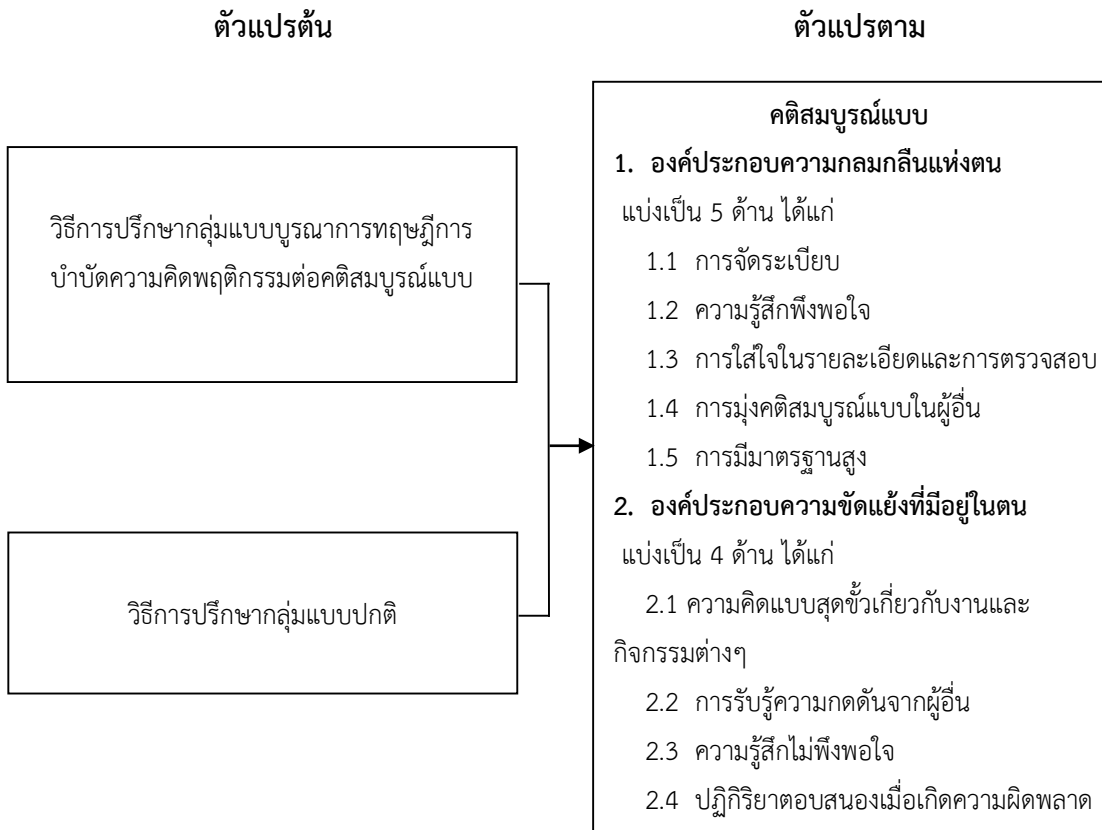 ตัวแปรต้น
ตัวแปรตาม
วิธีการปรึกษากลุ่มแบบบูรณาการทฤษฎีการ
บำบัดความคิดพฤติกรรมต่อคติสมบูรณ์แบบ
วิธีการปรึกษากลุ่มแบบปกติ
คติสมบูรณ์แบบ
1. องค์ประกอบความกลมกลืนแห่งตน
แบ่งเป็น 5 ด้าน ได้แก่
1.1 การจัดระเบียบ
1.2 ความรู้สึกพึงพอใจ
1.3 การใส่ใจในรายละเอียดและการตรวจสอบ
1.4 การมุ่งคติสมบูรณ์แบบในผู้อื่น
1.5 การมีมาตรฐานสูง
2. องค์ประกอบความขัดแย้งที่มีอยู่ในตน
แบ่งเป็น 4 ด้าน ได้แก่
2.1 ความคิดแบบสุดขั้วเกี่ยวกับงานและ
กิจกรรมต่างๆ
2.2 การรับรู้ความกดดันจากผู้อื่น
2.3 ความรู้สึกไม่พึงพอใจ
2.4 ปฏิกิริยาตอบสนองเมื่อเกิดความผิดพลาด